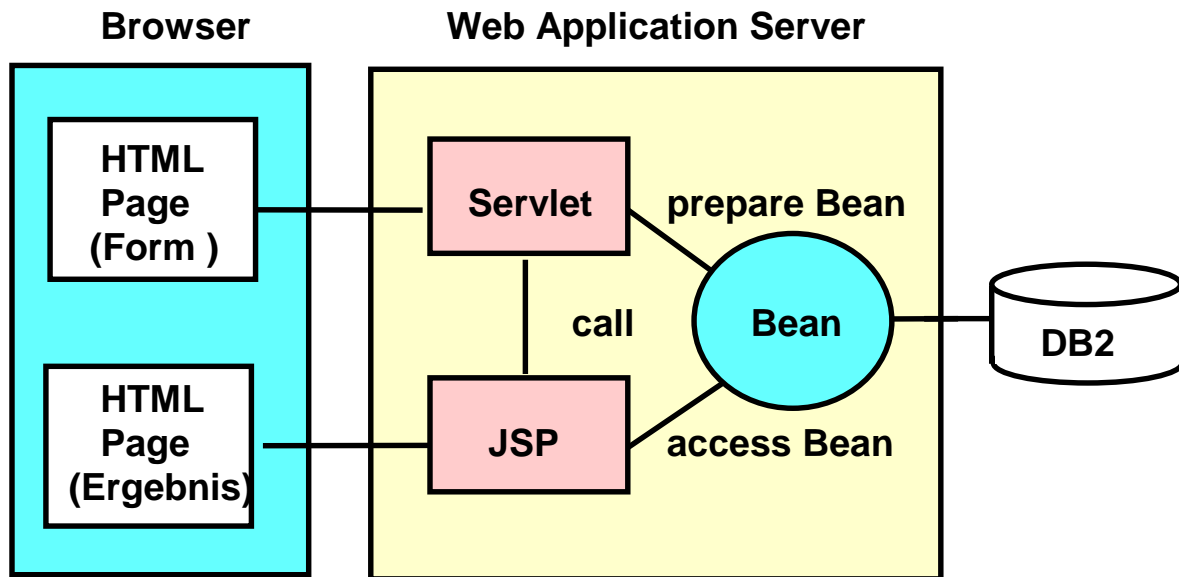 Browser
Web Application Server
HTML
Page
(Form )
Servlet
prepare Bean
call
Bean
DB2
HTML
Page
(Ergebnis)
JSP
access Bean